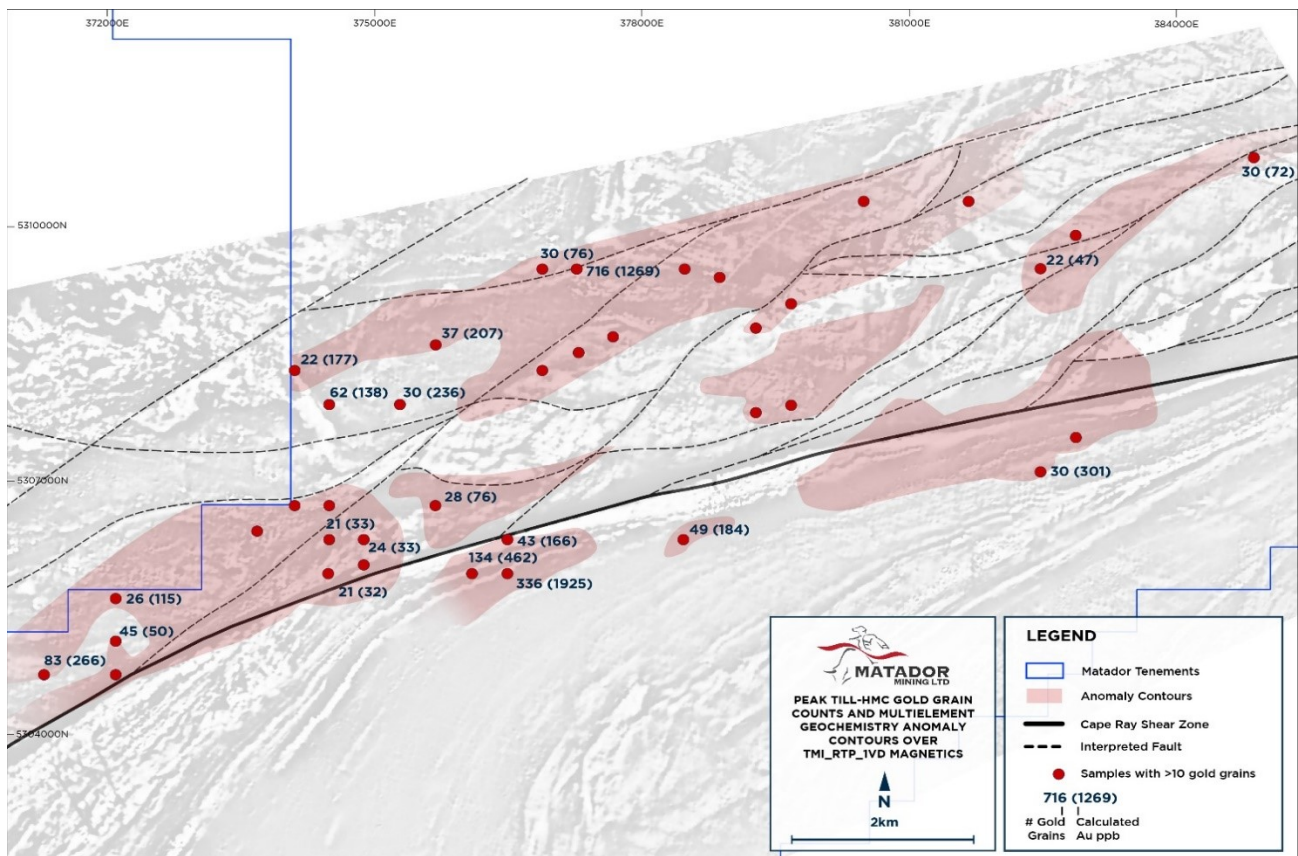 372000E
375000E
378000E
381000E
384000E
5310000N
5307000N
5304000N
30 (72)
30 (76)
716 (1269)
22 (47)
37 (207)
22 (177)
62 (138)
30 (236)
28 (76)
30 (301)
21 (33)
24 (33)
43 (166)
49 (184)
134 (462)
336 (1925)
21 (32)
26 (115)
45 (50)
83 (266)
MATADOR
MINING LTD
PEAK TILL-HMC GOLD GRAIN
COUNTS AND MULTIELEMENT
GEOCHEMISTRY ANOMALY
CONTOURS OVER
TMI_RTP_1VD MAGNETICS
N
2km
LEGEND
Matador Tenements
Anomaly Contours
Cape Ray Shear Zone
Interpreted Fault
Samples with >10 gold grains
716 (1269)
# Gold Calculated
Grains Au ppb